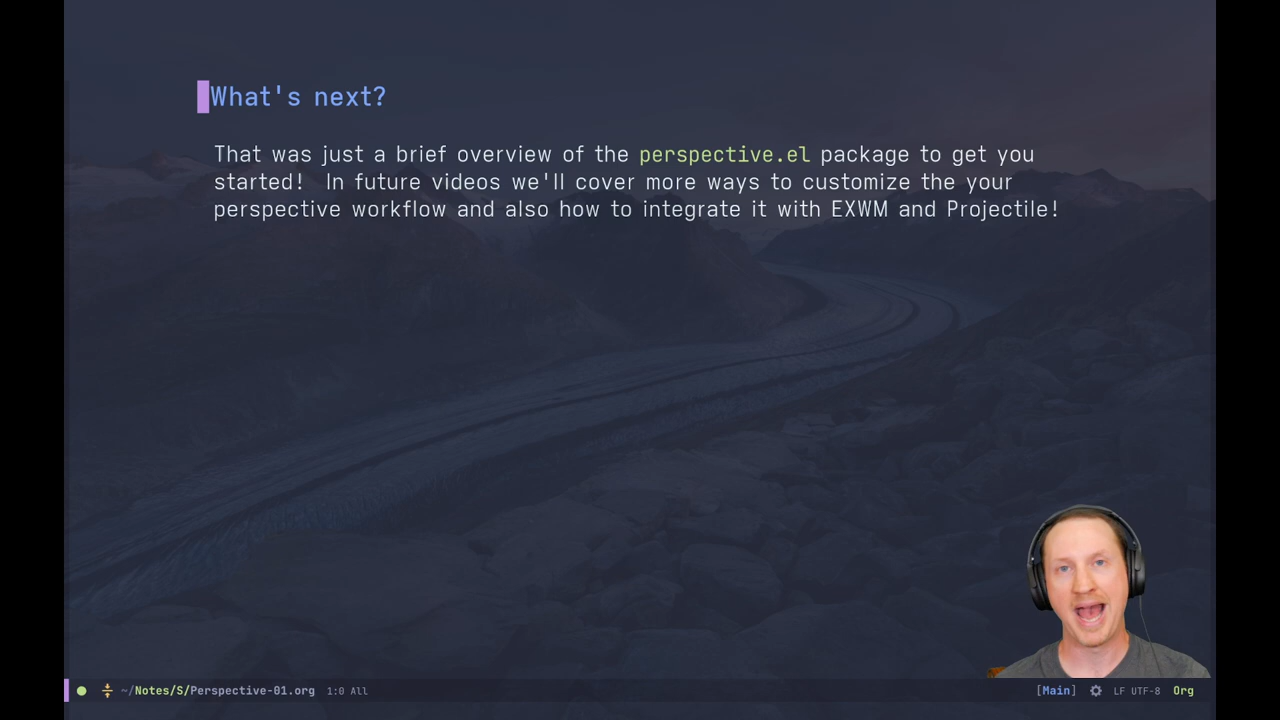 What's next?
That was just a brief overview of the perspective.el package to get you
started!  In future videos we'll cover more ways to customize the your
perspective workflow and also how to integrate it with EXWM and Projectile!
~/Notes/S/Perspective-01.org 1:0 All [Main] LF UTF-8 Org